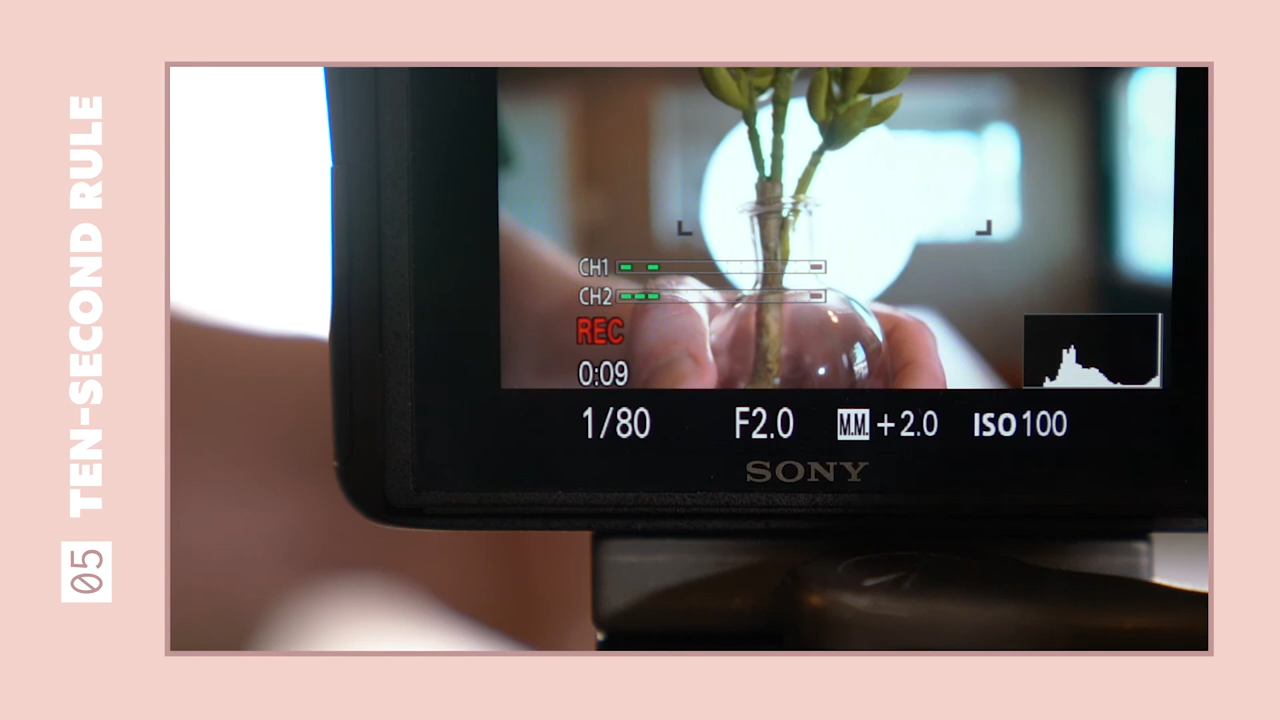 05 TEN-SECOND RULE
CH1
CH2
REC
0:09
1/80 F2.0 M.M. +2.0 ISO 100
SONY